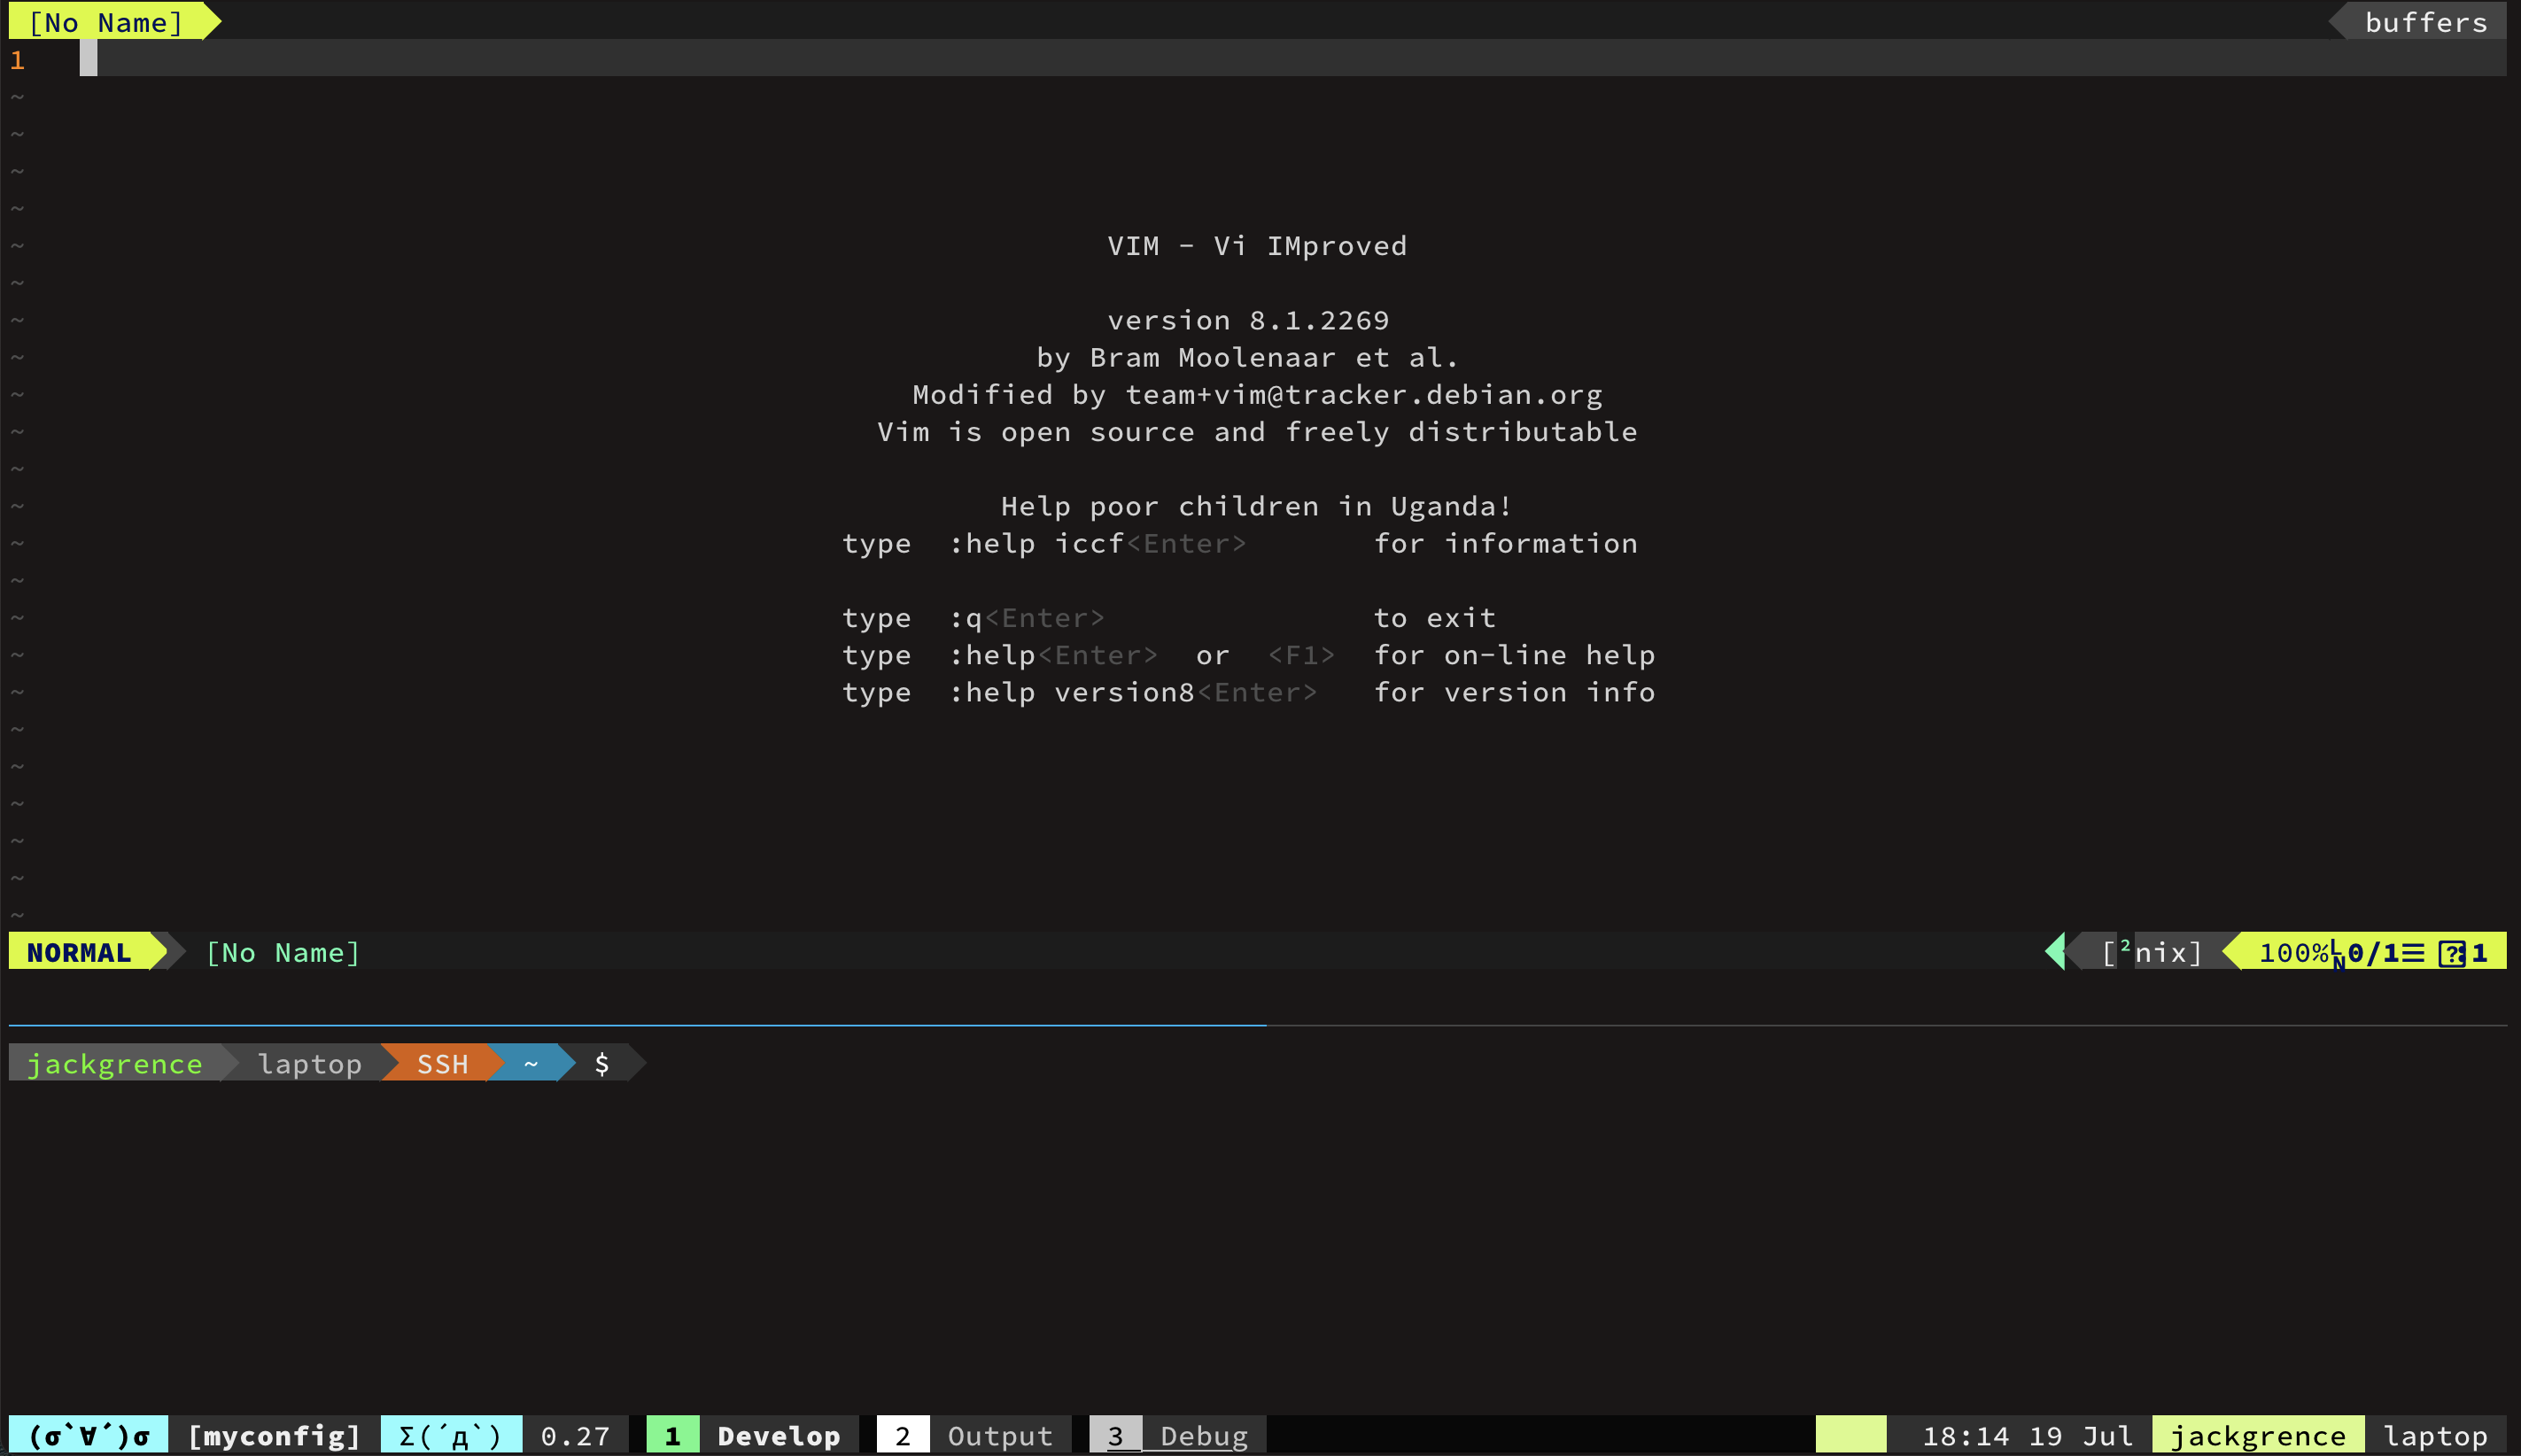 [No Name] buffers
1
~
~
~
~
~ VIM - Vi IMproved
~
~ version 8.1.2269
~ by Bram Moolenaar et al.
~ Modified by team+vim@tracker.debian.org
~ Vim is open source and freely distributable
~
~ Help poor children in Uganda!
~ type :help iccf<Enter> for information
~
~ type :q<Enter> to exit
~ type :help<Enter> or <F1> for on-line help
~ type :help version8<Enter> for version info
~
~
~
~
~
~
NORMAL [No Name] [²nix] 100%␤0/1☰ 1
jackgrence laptop SSH ~ $
(σ`∀´)σ [myconfig] Σ(´д`) 0.27 1 Develop 2 Output 3 Debug 18:14 19 Jul jackgrence laptop